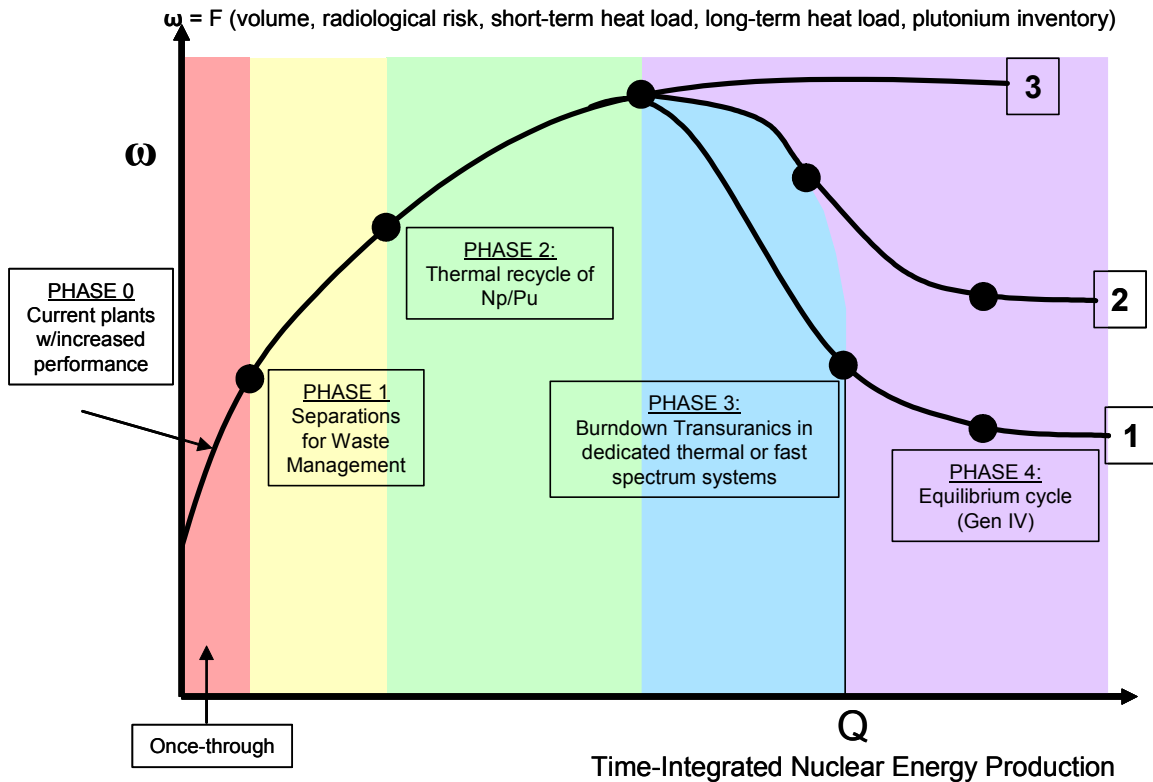 ω = F (volume, radiological risk, short-term heat load, long-term heat load, plutonium inventory)
3
ω
PHASE 2:
Thermal recycle of
Np/Pu
PHASE 0
Current plants
w/increased
performance
2
PHASE 1
Separations
for Waste
Management
PHASE 3:
Burndown Transuranics in
dedicated thermal or fast
spectrum systems
1
PHASE 4:
Equilibrium cycle
(Gen IV)
Once-through
Q
Time-Integrated Nuclear Energy Production